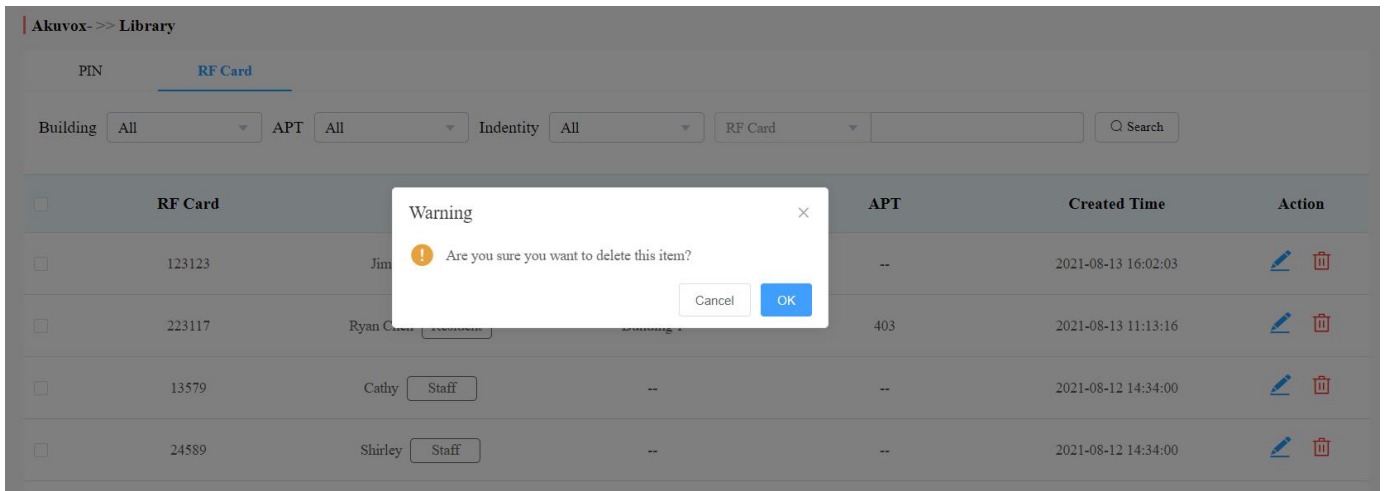 Akuvox- >> Library
PIN RF Card
Building All APT All Indentity All RF Card Search
RF Card APT Created Time Action
Warning
Are you sure you want to delete this item?
Cancel OK
123123 Jim -- 2021-08-13 16:02:03
223117 Ryan Chen Resident Building 1 403 2021-08-13 11:13:16
13579 Cathy Staff -- -- 2021-08-12 14:34:00
24589 Shirley Staff -- -- 2021-08-12 14:34:00